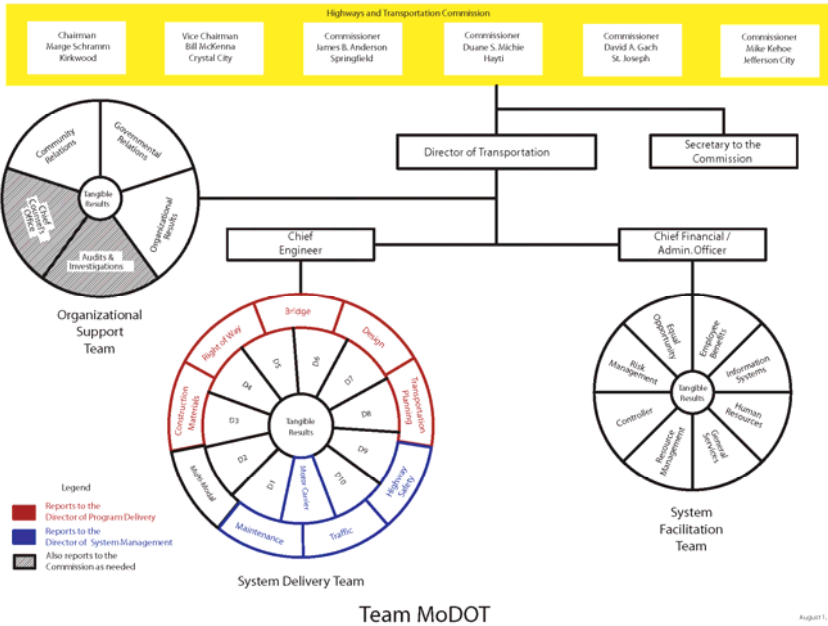 Highways and Transportation Commission
Chairman
Marge Schramm
Kirkwood
Vice Chairman
Bill McKenna
Crystal City
Commissioner
James B. Anderson
Springfield
Commissioner
Duane S. Michie
Hayti
Commissioner
David A. Gach
St. Joseph
Commissioner
Mike Kehoe
Jefferson City
Director of Transportation
Secretary to the
Commission
Community
Relations
Governmental
Relations
Organizational
Results
Audits &
Investigations
Chief
Counsel's
Office
Tangible
Results
Organizational
Support
Team
Chief
Engineer
Chief Financial /
Admin. Officer
Construction
Materials
Right of Way
Bridge
Design
Transportation
Planning
Highway
Safety
Traffic
Maintenance
Multi-Modal
D1
D2
D3
D4
D5
D6
D7
D8
D9
D10
Motor Carrier
Tangible
Results
System Delivery Team
Equal
Opportunity
Employee
Benefits
Information
Systems
Human
Resources
General
Services
Resource
Management
Controller
Risk
Management
Tangible
Results
System
Facilitation
Team
Legend
Reports to the
Director of Program Delivery
Reports to the
Director of System Management
Also reports to the
Commission as needed
Team MoDOT
August 1,